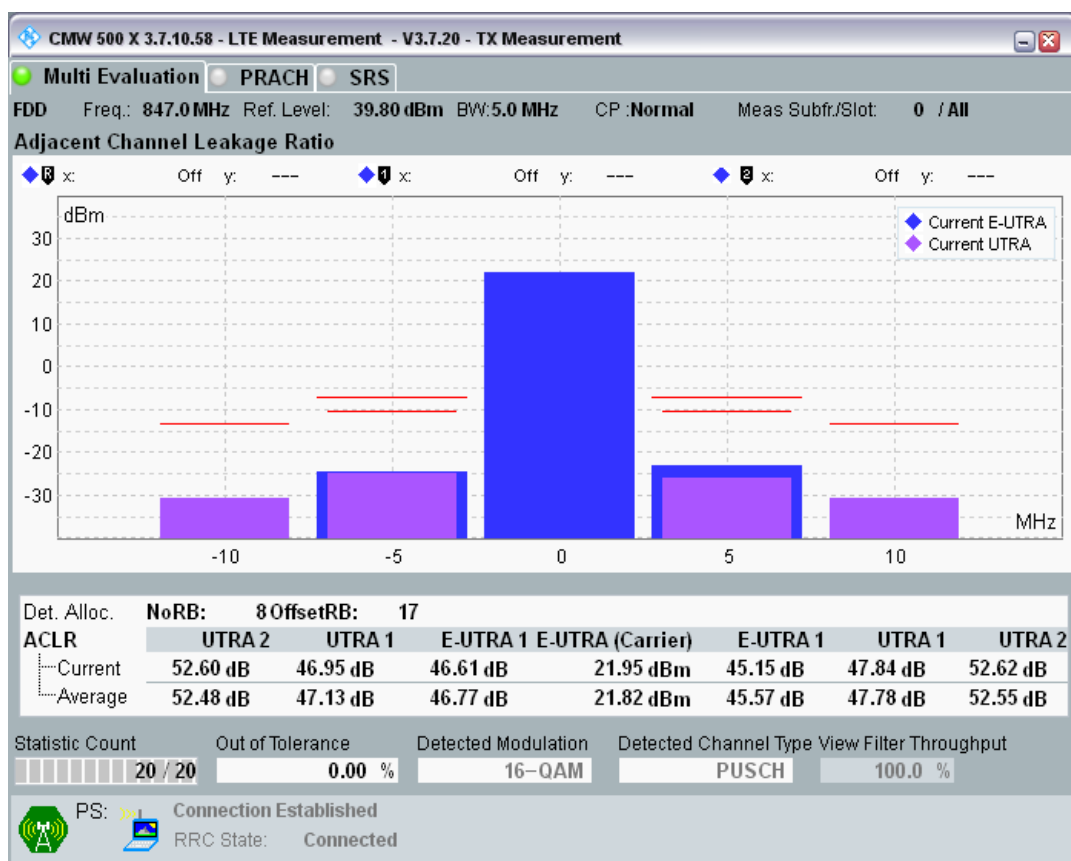 CMW 500 X 3.7.10.58 - LTE Measurement - V3.7.20 - TX Measurement
Multi Evaluation PRACH SRS
FDD Freq.: 847.0 MHz Ref. Level: 39.80 dBm BW:5.0 MHz CP :Normal Meas Subfr./Slot: 0 / All
Adjacent Channel Leakage Ratio
R x: Off y: --- 1 x: Off y: --- 2 x: Off y: ---
dBm
Current E-UTRA
Current UTRA
30
20
10
0
-10
-20
-30
MHz
-10 -5 0 5 10
Det. Alloc. NoRB: 8 OffsetRB: 17
ACLR UTRA 2 UTRA 1 E-UTRA 1 E-UTRA (Carrier) E-UTRA 1 UTRA 1 UTRA 2
Current 52.60 dB 46.95 dB 46.61 dB 21.95 dBm 45.15 dB 47.84 dB 52.62 dB
Average 52.48 dB 47.13 dB 46.77 dB 21.82 dBm 45.57 dB 47.78 dB 52.55 dB
Statistic Count Out of Tolerance Detected Modulation Detected Channel Type View Filter Throughput
20 / 20 0.00 % 16-QAM PUSCH 100.0 %
PS: Connection Established
RRC State: Connected